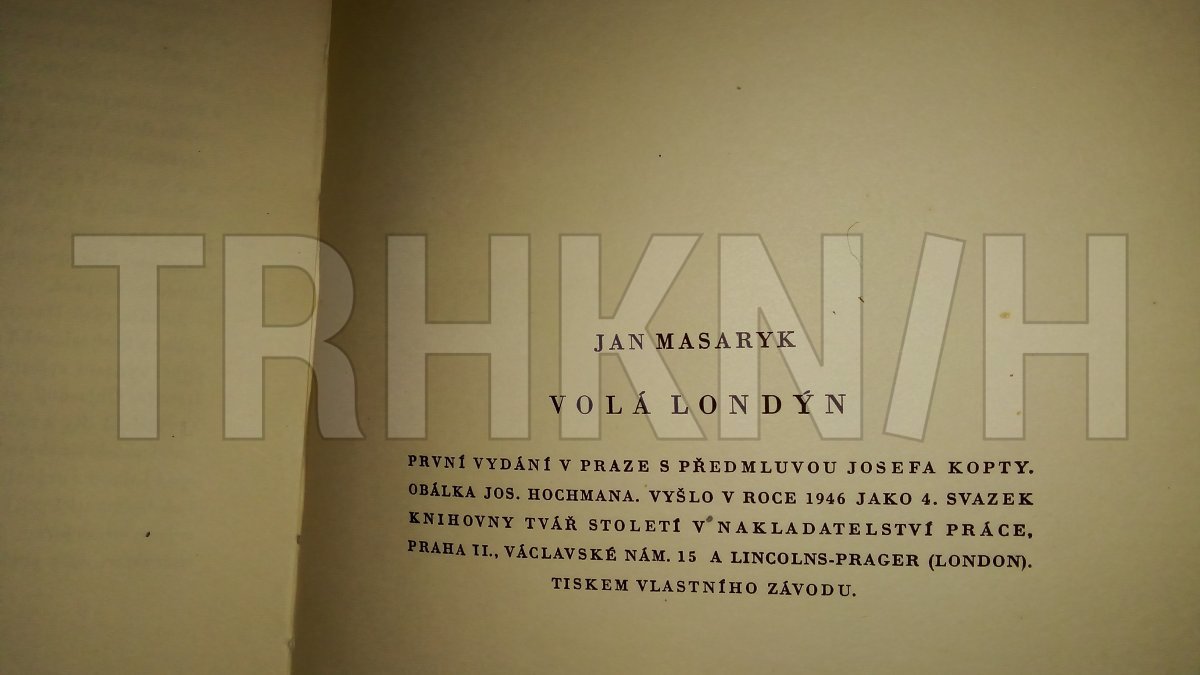 TRHKN/H
JAN MASARYK
VOLÁ LONDÝN
PRVNÍ VYDÁNÍ V PRAZE S PŘEDMLUVOU JOSEFA KOPTY.
OBÁLKA JOS. HOCHMANA. VYŠLO V ROCE 1946 JAKO 4. SVAZEK
KNIHOVNY TVÁŘ STOLETÍ V NAKLADATELSTVÍ PRÁCE,
PRAHA II., VÁCLAVSKÉ NÁM. 15 A LINCOLNS-PRAGER (LONDON).
TISKEM VLASTNÍHO ZÁVODU.